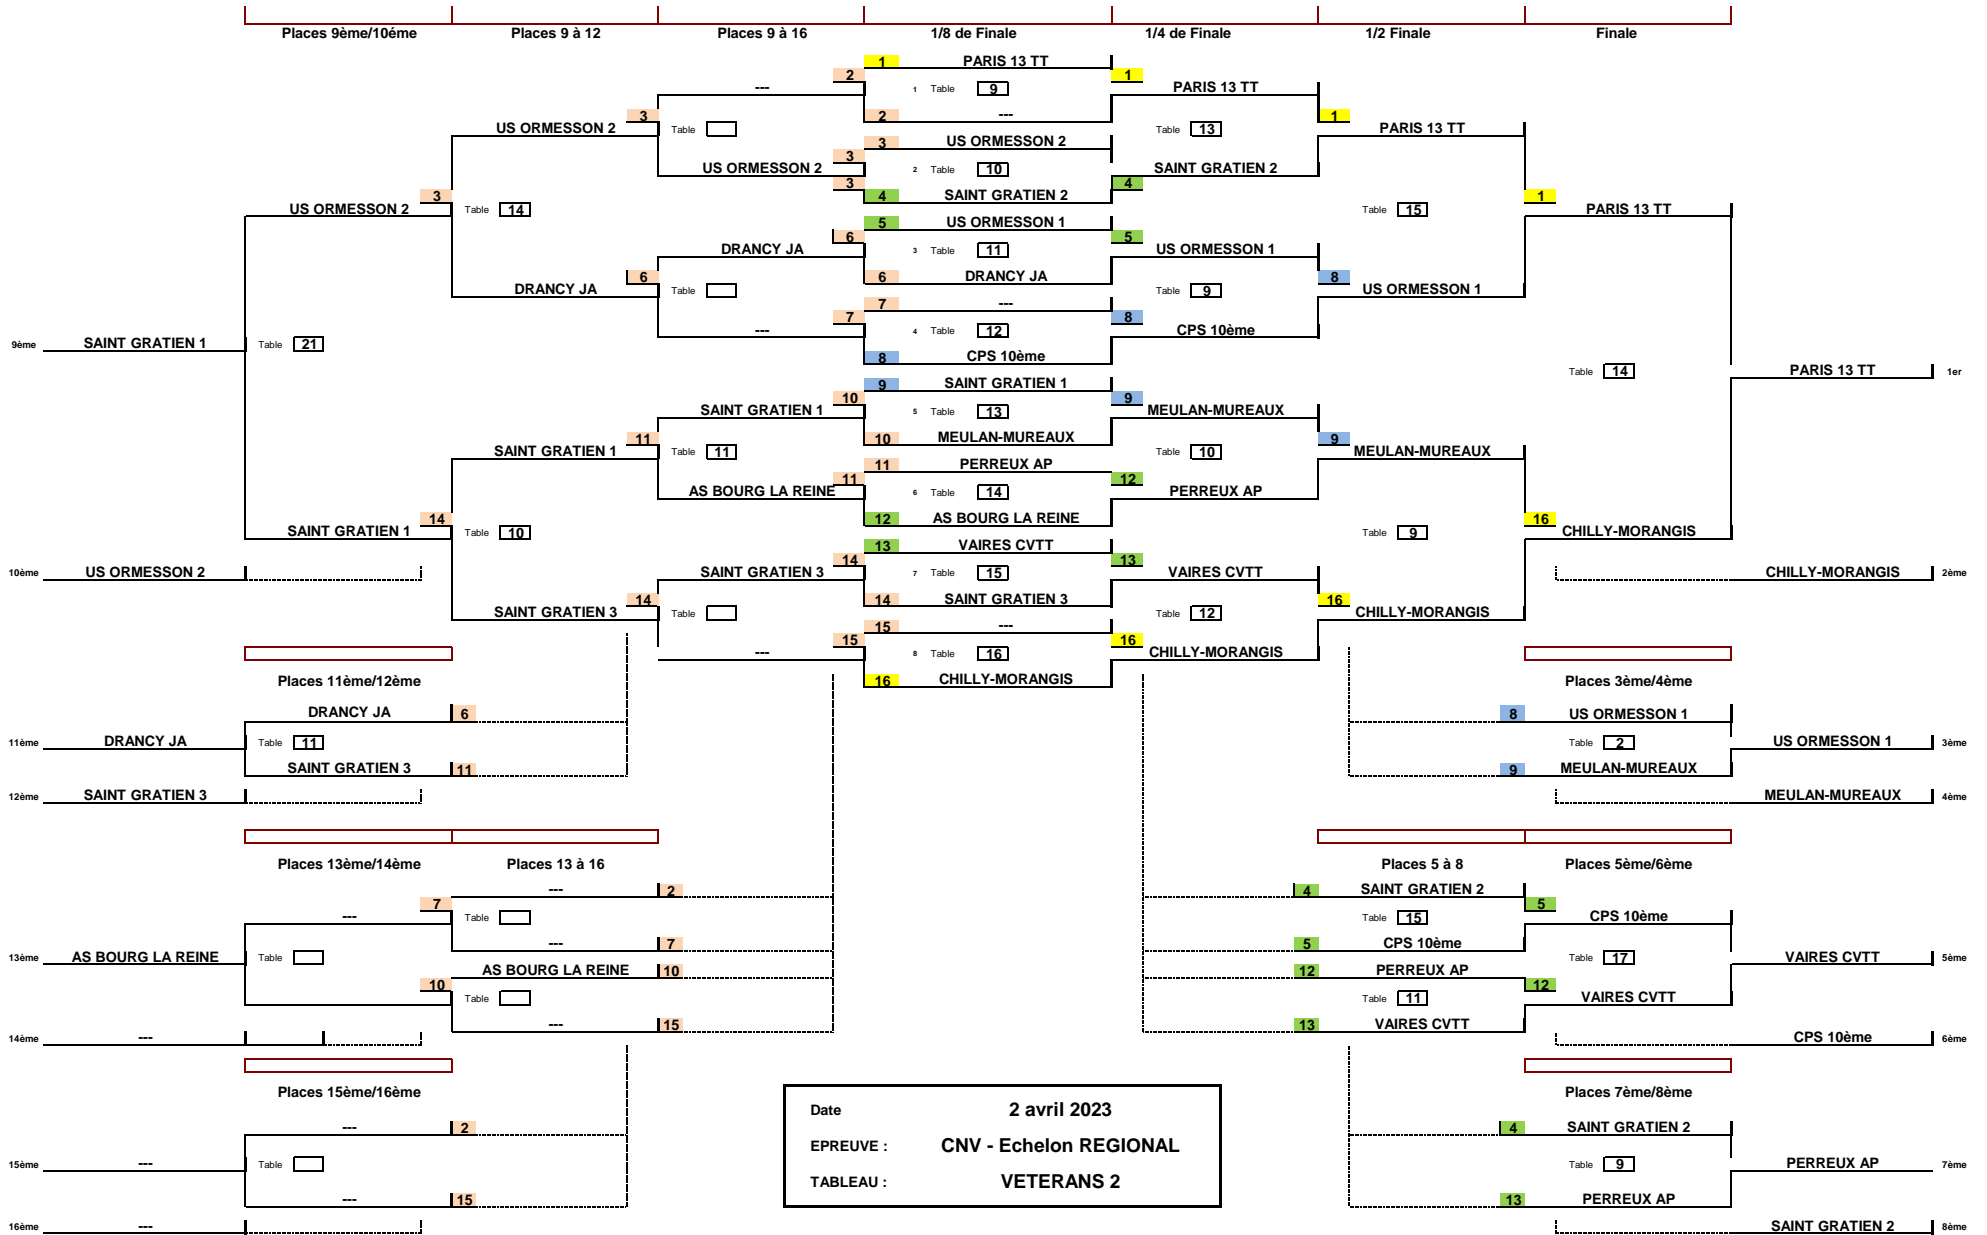 Places 9ème/10éme Places 9 à 12 Places 9 à 16 1/8 de Finale 1/4 de Finale 1/2 Finale Finale
1 PARIS 13 TT
2 1
--- 1 Table 9 PARIS 13 TT
3 2 --- 1
US ORMESSON 2 Table Table 13 PARIS 13 TT
3 US ORMESSON 2
3
US ORMESSON 2 2 Table 10 SAINT GRATIEN 2
3 4
3 4 SAINT GRATIEN 2 1
US ORMESSON 2 Table 14 Table 15 PARIS 13 TT
5 US ORMESSON 1
6 5
DRANCY JA 3 Table 11 US ORMESSON 1
6 6 DRANCY JA 8
DRANCY JA Table Table 9 US ORMESSON 1
7 ---
7 8
--- 4 Table 12 CPS 10ème
9ème SAINT GRATIEN 1 Table 21
8 CPS 10ème
Table 14 PARIS 13 TT 1er
9 SAINT GRATIEN 1
10 9
SAINT GRATIEN 1 5 Table 13 MEULAN-MUREAUX
11 10 MEULAN-MUREAUX 9
SAINT GRATIEN 1 Table 11 Table 10 MEULAN-MUREAUX
11 PERREUX AP
11 12
AS BOURG LA REINE 6 Table 14 PERREUX AP
14 12 AS BOURG LA REINE 16
SAINT GRATIEN 1 Table 10 Table 9 CHILLY-MORANGIS
13 VAIRES CVTT
14 13
10ème US ORMESSON 2 SAINT GRATIEN 3 7 Table 15 VAIRES CVTT CHILLY-MORANGIS 2ème
14 14 SAINT GRATIEN 3 16
SAINT GRATIEN 3 Table Table 12 CHILLY-MORANGIS
15 ---
15 16
--- 8 Table 16 CHILLY-MORANGIS
16 CHILLY-MORANGIS
Places 11ème/12ème Places 3ème/4ème
DRANCY JA 6 8 US ORMESSON 1
11ème DRANCY JA Table 11 Table 2 US ORMESSON 1 3ème
SAINT GRATIEN 3 11 9 MEULAN-MUREAUX
12ème SAINT GRATIEN 3 MEULAN-MUREAUX 4ème
Places 13ème/14ème Places 13 à 16 Places 5 à 8 Places 5ème/6ème
--- 2 4 SAINT GRATIEN 2
7 5
--- Table Table 15 CPS 10ème
--- 7 5 CPS 10ème
13ème AS BOURG LA REINE Table Table 17 VAIRES CVTT 5ème
AS BOURG LA REINE 10 12 PERREUX AP
10 12
Table Table 11 VAIRES CVTT
--- 15 13 VAIRES CVTT
14ème --- CPS 10ème 6ème
Places 15ème/16ème Places 7ème/8ème
Date 2 avril 2023
--- 2 4 SAINT GRATIEN 2
EPREUVE : CNV - Echelon REGIONAL
15ème --- Table Table 9 PERREUX AP 7ème
TABLEAU : VETERANS 2
--- 15 13 PERREUX AP
16ème --- SAINT GRATIEN 2 8ème